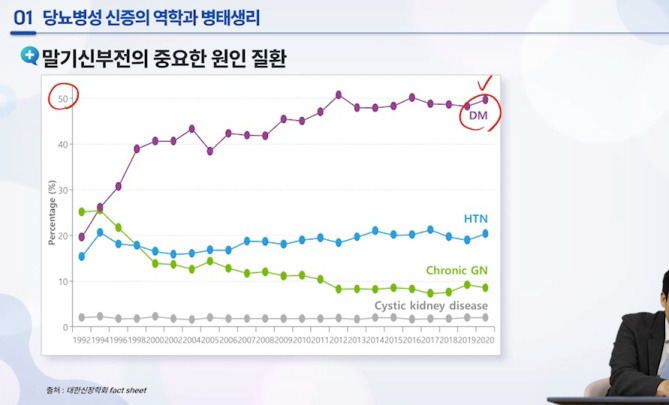 01 당뇨병성 신증의 역학과 병태생리
말기신부전의 중요한 원인 질환
Percentage (%)
50
40
30
20
10
0
DM
HTN
Chronic GN
Cystic kidney disease
1992 1994 1996 1998 2000 2002 2004 2005 2006 2007 2008 2009 2010 2011 2012 2013 2014 2015 2016 2017 2018 2019 2020
출처 : 대한신장학회 fact sheet